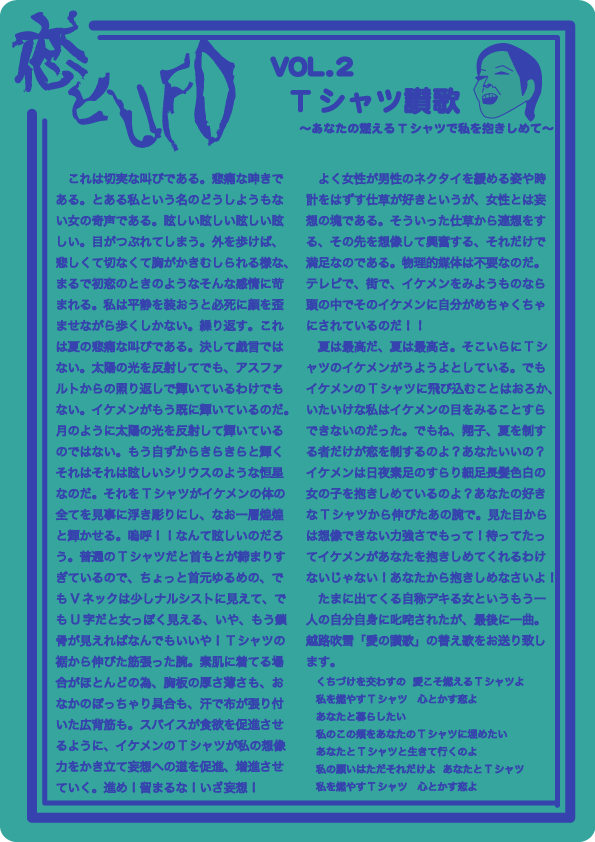 恋とUFO
VOL.2
Tシャツ讃歌
～あなたの燃えるTシャツで私を抱きしめて～
これは切実な叫びである。悲痛な呻きで
ある。とある私という名のどうしようもな
い女の奇声である。眩しい眩しい眩しい眩
しい。目がつぶれてしまう。外を歩けば、
悲しくて切なくて胸がかきむしられる様な、
まるで初恋のときのようなそんな感情に苛
まれる。私は平静を装おうと必死に顔を歪
ませながら歩くしかない。繰り返す。これ
は夏の悲痛な叫びである。決して戯言では
ない。太陽の光を反射してでも、アスファ
ルトからの照り返しで輝いているわけでも
ない。イケメンがもう既に輝いているのだ。
月のように太陽の光を反射して輝いている
のではない。もう自ずからきらきらと輝く
それはそれは眩しいシリウスのような恒星
なのだ。それをTシャツがイケメンの体の
全てを見事に浮き彫りにし、なお一層煌煌
と輝かせる。嗚呼！！なんて眩しいのだろ
う。普通のTシャツだと首もとが締まりす
ぎているので、ちょっと首元ゆるめの、で
もVネックは少しナルシストに見えて、で
もU字だと女っぽく見える、いや、もう鎖
骨が見えればなんでもいいや！Tシャツの
裾から伸びた筋張った腕。素肌に着てる場
合がほとんどの為、胸板の厚さ薄さも、お
なかのぽっちゃり具合も、汗で布が張り付
いた広背筋も。スパイスが食欲を促進させ
るように、イケメンのTシャツが私の想像
力をかき立て妄想への道を促進、増進させ
ていく。進め！留まるな！いざ妄想！
よく女性が男性のネクタイを緩める姿や時
計をはずす仕草が好きというが、女性とは妄
想の塊である。そういった仕草から連想をす
る、その先を想像して興奮する、それだけで
満足なのである。物理的媒体は不要なのだ。
テレビで、街で、イケメンをみようものなら
頭の中でそのイケメンに自分がめちゃくちゃ
にされているのだ！！
夏は最高だ、夏は最高さ。そこいらにTシ
ャツのイケメンがうようよとしている。でも
イケメンのTシャツに飛び込むことはおろか、
いたいけな私はイケメンの目をみることすら
できないのだった。でもね、翔子、夏を制す
る者だけが恋を制するのよ？あなたいいの？
イケメンは日夜素足のすらり細足長髪色白の
女の子を抱きしめているのよ？あなたの好き
なTシャツから伸びたあの腕で。見た目から
は想像できない力強さでもって！待ってたっ
てイケメンがあなたを抱きしめてくれるわけ
ないじゃない！あなたから抱きしめなさいよ！
たまに出てくる自称デキる女というもう一
人の自分自身に叱咤されたが、最後に一曲。
越路吹雪「愛の讃歌」の替え歌をお送り致し
ます。
くちづけを交わすの 愛こそ燃えるTシャツよ
私を燃やすTシャツ 心とかす恋よ
あなたと暮らしたい
私のこの頬をあなたのTシャツに埋めたい
あなたとTシャツと生きて行くのよ
私の願いはただそれだけよ あなたとTシャツ
私を燃やすTシャツ 心とかす恋よ